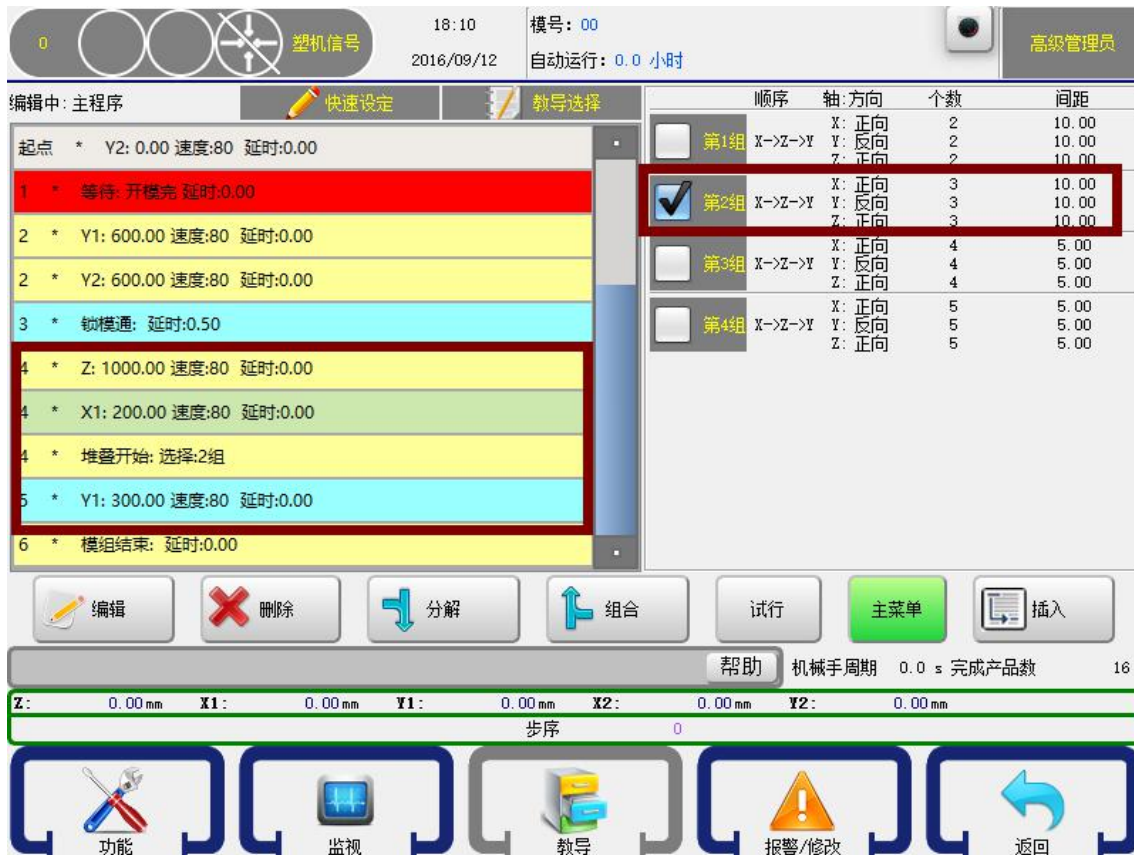 0
塑机信号
18:10
2016/09/12
模号: 00
自动运行: 0.0 小时
高级管理员
编辑中:主程序
快速设定
教导选择
起点 * Y2: 0.00 速度:80 延时:0.00
1 * 等待: 开模完 延时:0.00
2 * Y1: 600.00 速度:80 延时:0.00
2 * Y2: 600.00 速度:80 延时:0.00
3 * 锁模通: 延时:0.50
4 * Z: 1000.00 速度:80 延时:0.00
4 * X1: 200.00 速度:80 延时:0.00
4 * 堆叠开始: 选择:2组
5 * Y1: 300.00 速度:80 延时:0.00
6 * 模组结束: 延时:0.00
顺序 轴:方向 个数 间距
第1组 X->Z->Y
X: 正向 2 10.00
Y: 反向 2 10.00
Z: 正向 2 10.00
第2组 X->Z->Y
X: 正向 3 10.00
Y: 反向 3 10.00
Z: 正向 3 10.00
第3组 X->Z->Y
X: 正向 4 5.00
Y: 反向 4 5.00
Z: 正向 4 5.00
第4组 X->Z->Y
X: 正向 5 5.00
Y: 反向 5 5.00
Z: 正向 5 5.00
编辑
删除
分解
组合
试行
主菜单
插入
帮助
机械手周期 0.0 s 完成产品数 16
Z: 0.00 mm X1: 0.00 mm Y1: 0.00 mm X2: 0.00 mm Y2: 0.00 mm
步序 0
功能
监视
教导
报警/修改
返回